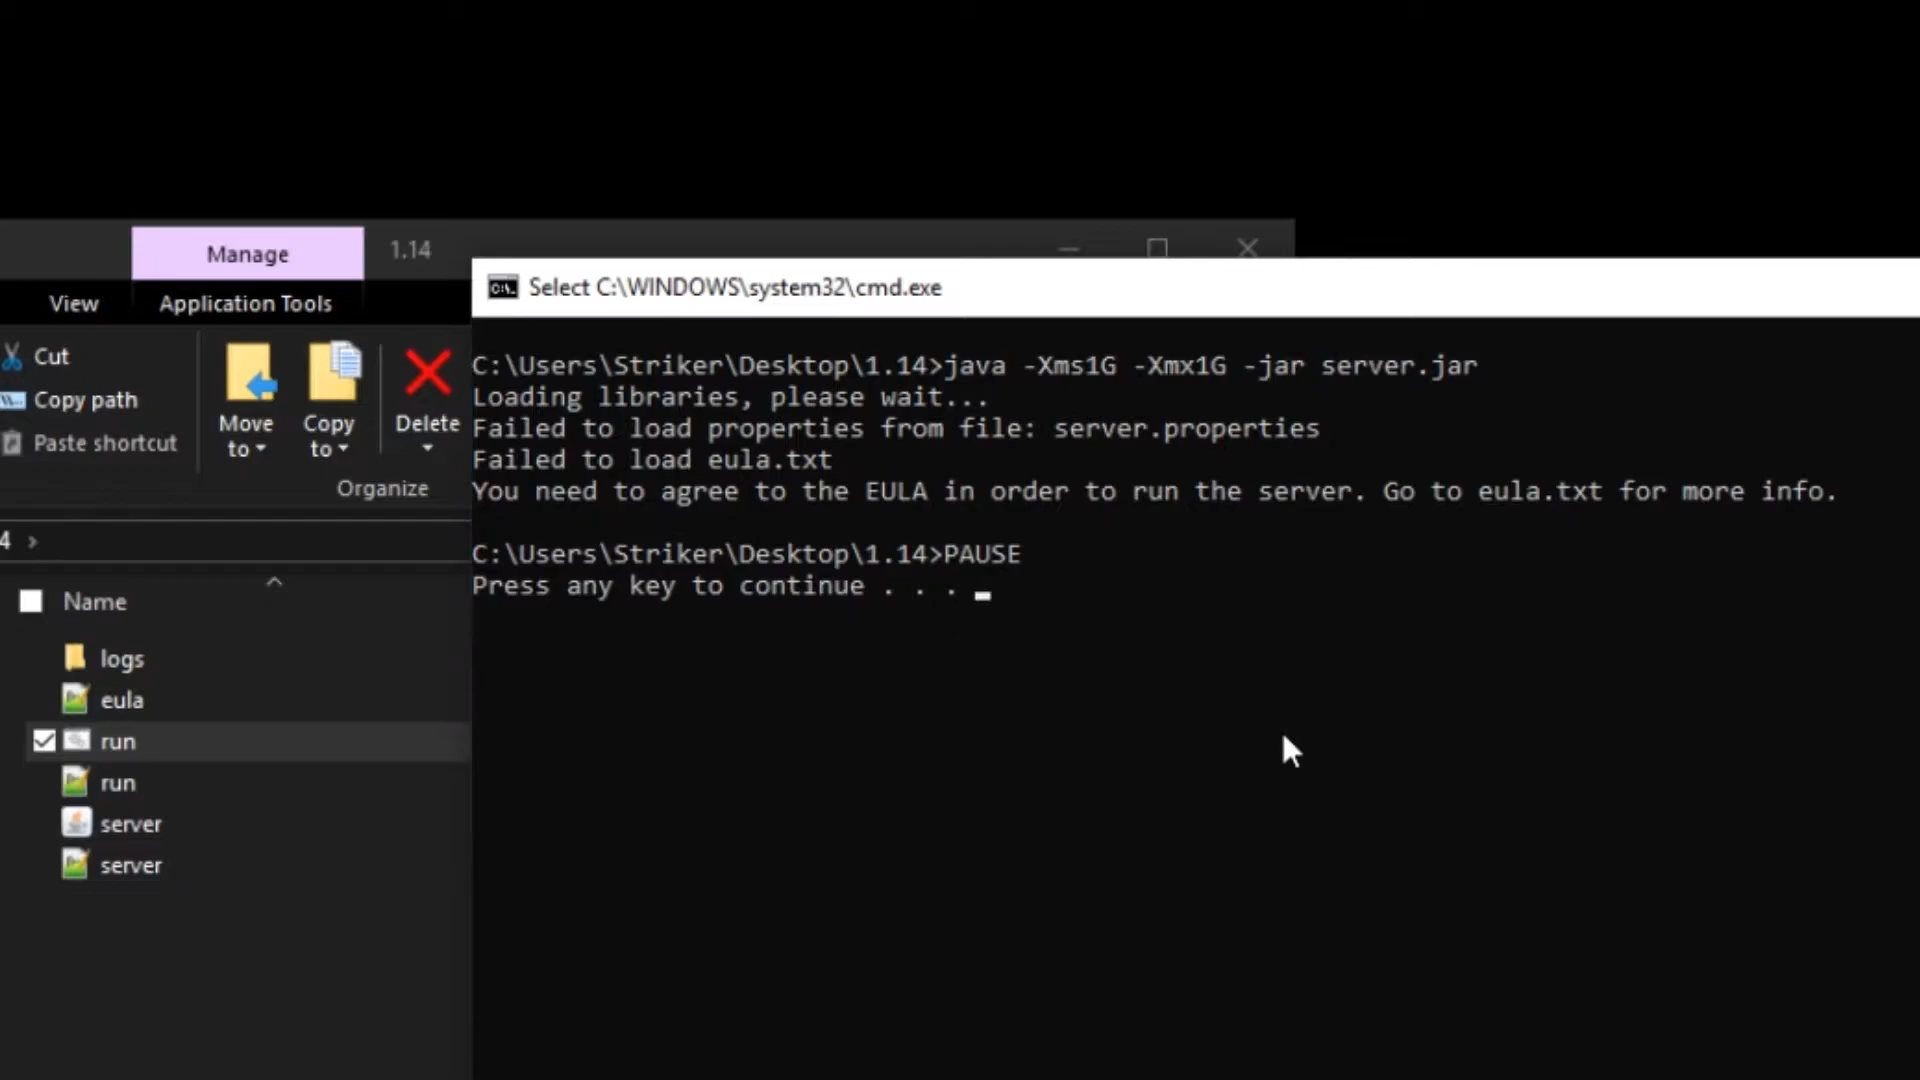 Manage
1.14
View
Application Tools
Cut
Copy path
Paste shortcut
Move
to
Copy
to
Delete
Organize
4 >
Name
logs
eula
run
run
server
server
Select C:\WINDOWS\system32\cmd.exe
C:\Users\Striker\Desktop\1.14>java -Xms1G -Xmx1G -jar server.jar
Loading libraries, please wait...
Failed to load properties from file: server.properties
Failed to load eula.txt
You need to agree to the EULA in order to run the server. Go to eula.txt for more info.
C:\Users\Striker\Desktop\1.14>PAUSE
Press any key to continue . . .